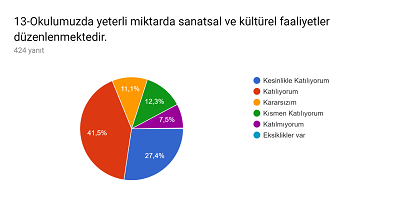 13-Okulumuzda yeterli miktarda sanatsal ve kültürel faaliyetler
düzenlenmektedir.
424 yanıt
11,1%
12,3%
7,5%
41,5%
27,4%
Kesinlikle Katılıyorum
Katılıyorum
Kararsızım
Kısmen Katılıyorum
Katılmıyorum
Eksiklikler var